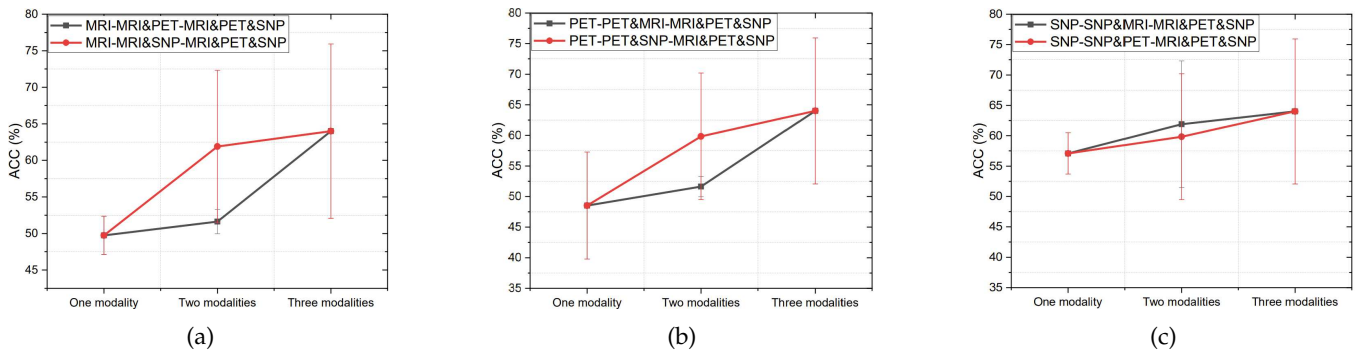 80
75
70
65
60
55
50
45
ACC (%)
MRI-MRI&PET-MRI&PET&SNP
MRI-MRI&SNP-MRI&PET&SNP
One modality
Two modalities
Three modalities
(a)
80
75
70
65
60
55
50
45
40
35
ACC (%)
PET-PET&MRI-MRI&PET&SNP
PET-PET&SNP-MRI&PET&SNP
One modality
Two modalities
Three modalities
(b)
80
75
70
65
60
55
50
45
40
35
ACC (%)
SNP-SNP&MRI-MRI&PET&SNP
SNP-SNP&PET-MRI&PET&SNP
One modality
Two modalities
Three modalities
(c)